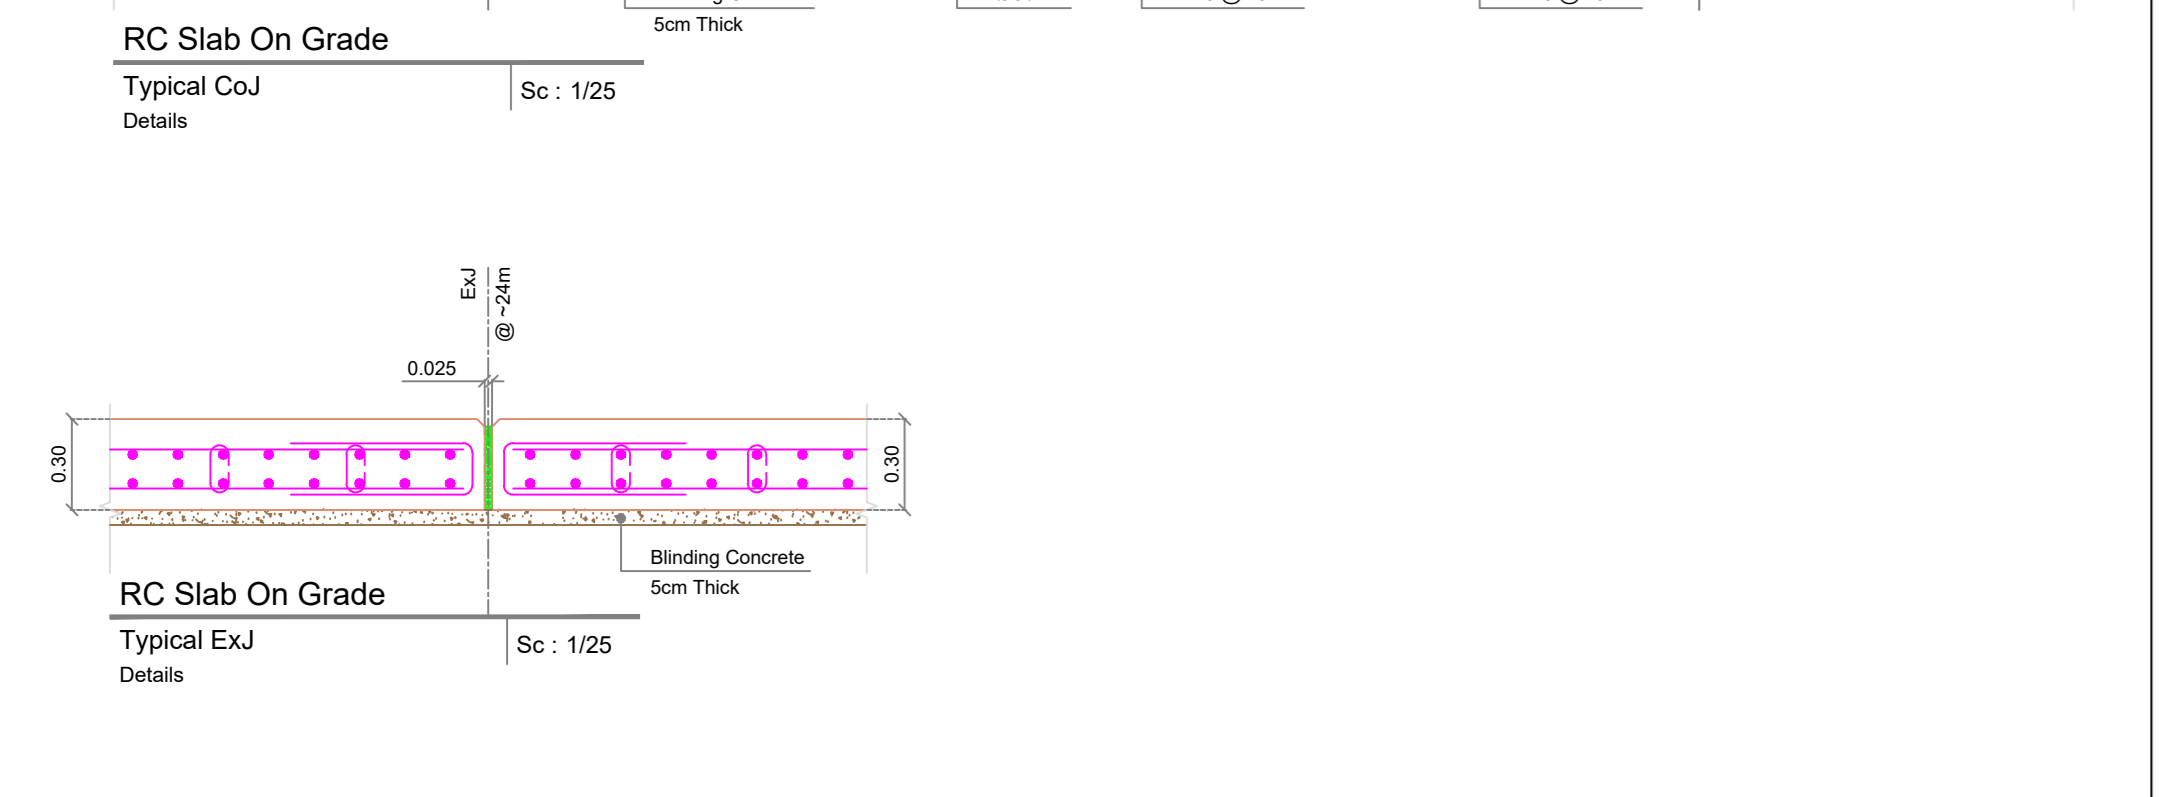 5cm Thick
RC Slab On Grade
Typical CoJ
Sc : 1/25
Details
ExJ
@ ~24m
0.025
0.30
0.30
Blinding Concrete
5cm Thick
RC Slab On Grade
Typical ExJ
Sc : 1/25
Details